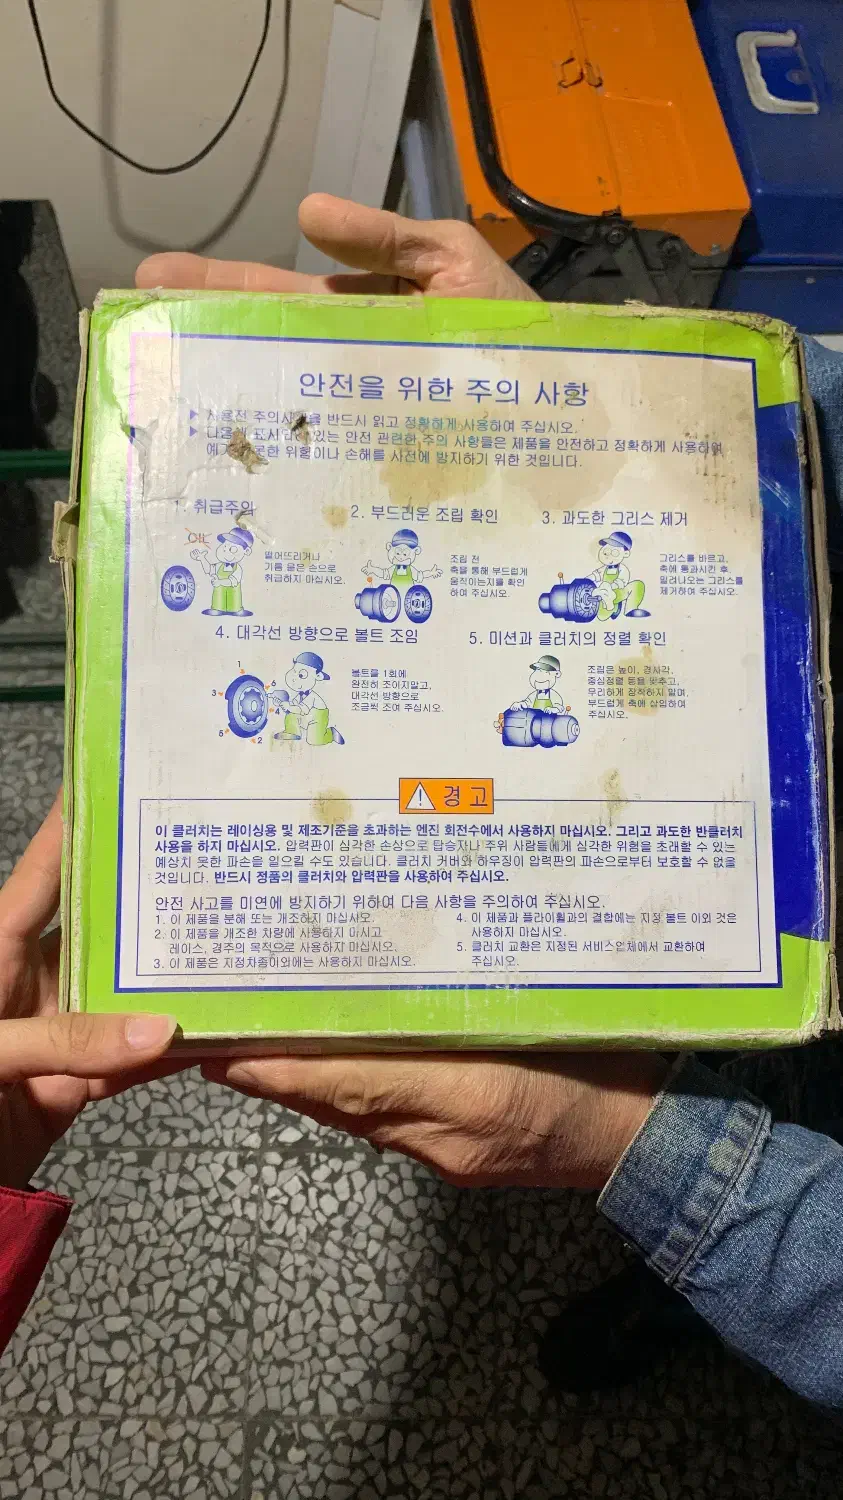 안전을 위한 주의 사항
사용전 주의사항을 반드시 읽고 정확하게 사용하여 주십시오.
있는 안전 관련한 주의 사항들은 제품을 안전하고 정확하게 사용하여
못한 위험이나 손해를 사전에 방지하기 위한 것입니다.
1. 취급주의
2. 부드러운 조립 확인
3. 과도한 그리스 제거
OIL
떨어뜨리거나
기름 묻은 손으로
취급하지 마십시오.
조립 전
축을 통해 부드럽게
움직이는지를 확인
하여 주십시오.
그리스를 바르고,
축에 통과시킨 후,
밀려나오는 그리스를
제거하여 주십시오.
4. 대각선 방향으로 볼트 조임
5. 미션과 클러치의 정렬 확인
1
6
3
4
5
2
볼트를 1회에
완전히 조이지말고,
대각선 방향으로
조금씩 조여 주십시오.
조립은 높이, 경사각,
중심정렬 등을 맞추고,
무리하게 장착하지 말며,
부드럽게 축에 삽입하여
주십시오.
경고
이 클러치는 레이싱용 및 제조기준을 초과하는 엔진 회전수에서 사용하지 마십시오. 그리고 과도한 반클러치
사용을 하지 마십시오. 압력판이 심각한 손상으로 탑승자나 주위 사람들에게 심각한 위험을 초래할 수 있는
예상치 못한 파손을 일으킬 수도 있습니다. 클러치 커버와 하우징이 압력판의 파손으로부터 보호할 수 없을
것입니다. 반드시 정품의 클러치와 압력판을 사용하여 주십시오.
안전 사고를 미연에 방지하기 위하여 다음 사항을 주의하여 주십시오.
1. 이 제품을 분해 또는 개조하지 마십시오.
2. 이 제품을 개조한 차량에 사용하지 마시고
레이스, 경주의 목적으로 사용하지 마십시오.
3. 이 제품은 지정차종이외에는 사용하지 마십시오.
4. 이 제품과 플라이휠과의 결합에는 지정 볼트 이외 것은
사용하지 마십시오.
5. 클러치 교환은 지정된 서비스업체에서 교환하여
주십시오.